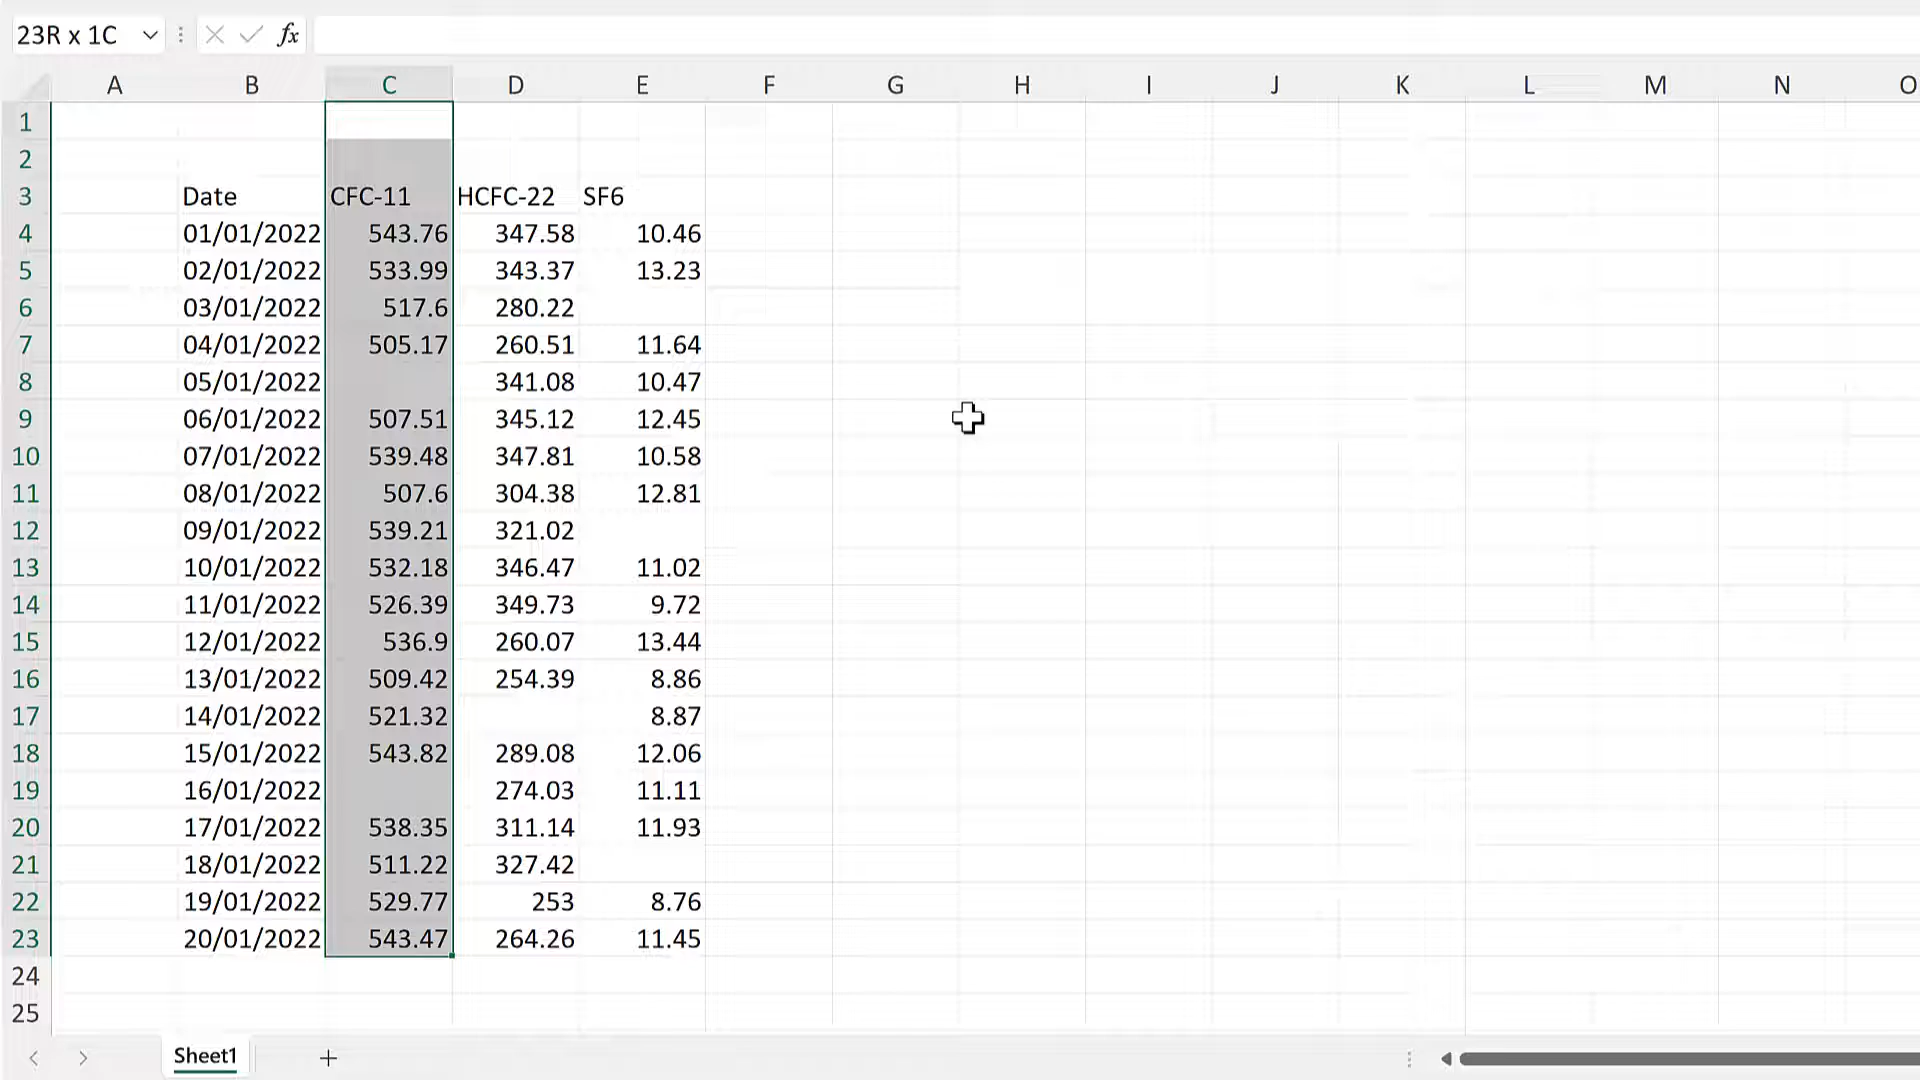 23R x 1C fx
A B C D E F G H I J K L M N O
1
2
3 Date CFC-11 HCFC-22 SF6
4 01/01/2022 543.76 347.58 10.46
5 02/01/2022 533.99 343.37 13.23
6 03/01/2022 517.6 280.22
7 04/01/2022 505.17 260.51 11.64
8 05/01/2022 341.08 10.47
9 06/01/2022 507.51 345.12 12.45
10 07/01/2022 539.48 347.81 10.58
11 08/01/2022 507.6 304.38 12.81
12 09/01/2022 539.21 321.02
13 10/01/2022 532.18 346.47 11.02
14 11/01/2022 526.39 349.73 9.72
15 12/01/2022 536.9 260.07 13.44
16 13/01/2022 509.42 254.39 8.86
17 14/01/2022 521.32 8.87
18 15/01/2022 543.82 289.08 12.06
19 16/01/2022 274.03 11.11
20 17/01/2022 538.35 311.14 11.93
21 18/01/2022 511.22 327.42
22 19/01/2022 529.77 253 8.76
23 20/01/2022 543.47 264.26 11.45
24
25
Sheet1